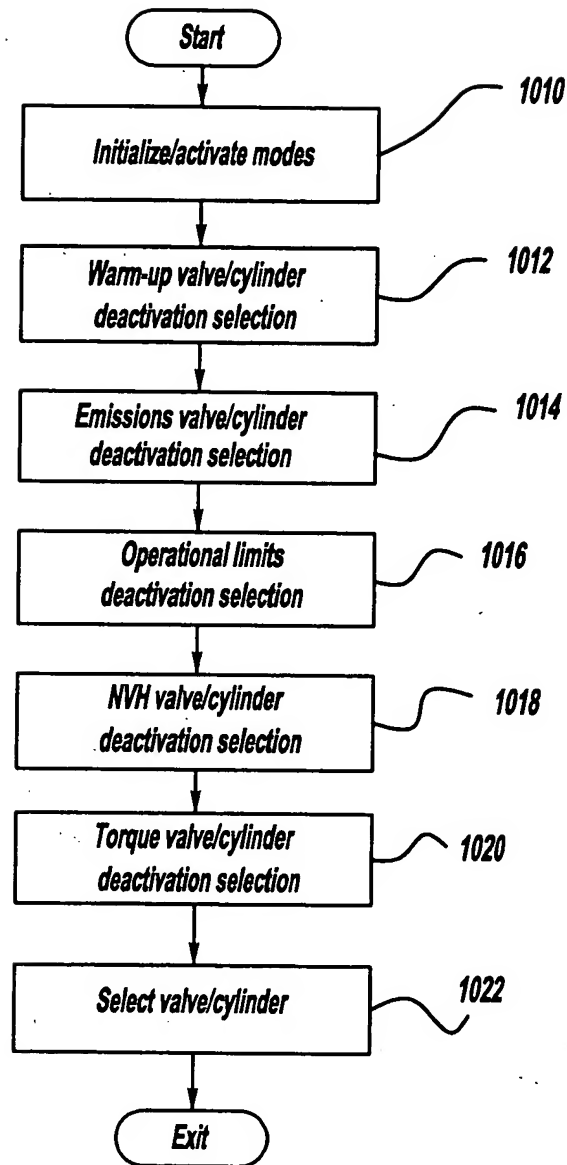 Start
1010
Initialize/activate modes
1012
Warm-up valve/cylinder
deactivation selection
1014
Emissions valve/cylinder
deactivation selection
1016
Operational limits
deactivation selection
1018
NVH valve/cylinder
deactivation selection
1020
Torque valve/cylinder
deactivation selection
1022
Select valve/cylinder
Exit